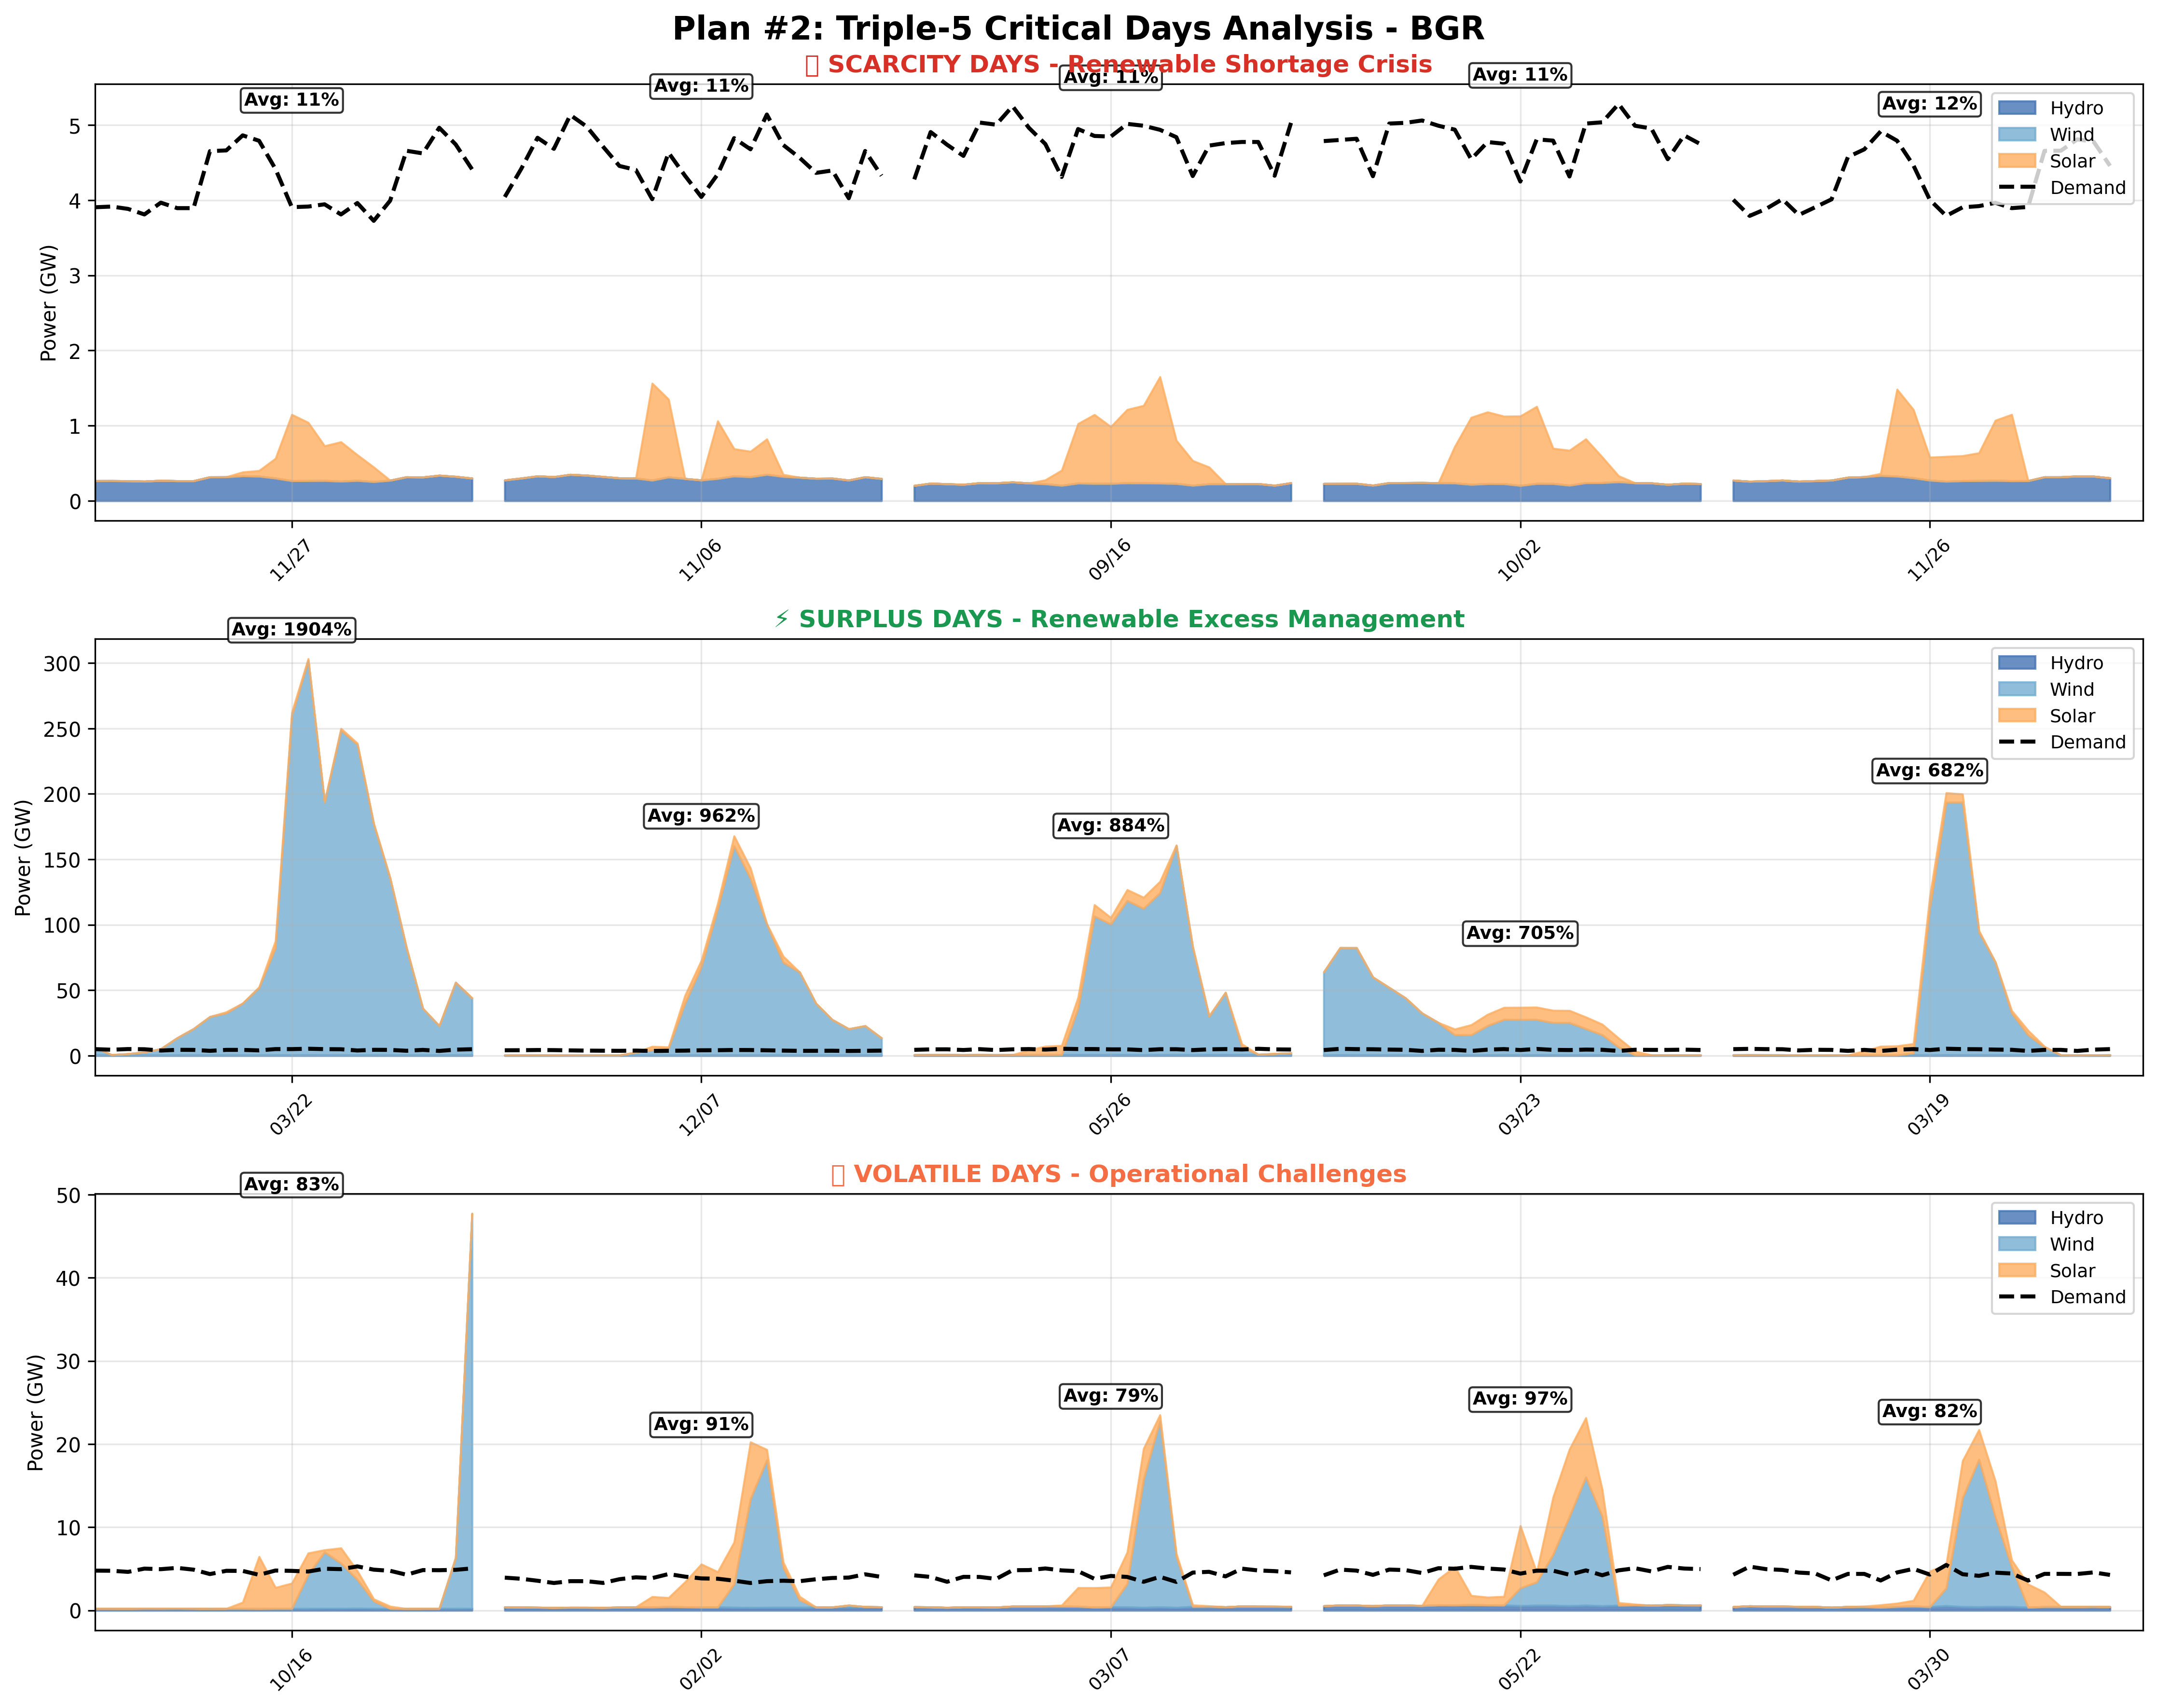 Plan #2: Triple-5 Critical Days Analysis - BGR
SCARCITY DAYS - Renewable Shortage Crisis
Avg: 11%
Avg: 11%
Avg: 11%
Avg: 11%
Avg: 12%
Hydro
Wind
Solar
Demand
Power (GW)
5
4
3
2
1
0
11/27
11/06
09/16
10/02
11/26
⚡ SURPLUS DAYS - Renewable Excess Management
Avg: 1904%
Avg: 962%
Avg: 884%
Avg: 705%
Avg: 682%
Hydro
Wind
Solar
Demand
Power (GW)
300
250
200
150
100
50
0
03/22
12/07
05/26
03/23
03/19
VOLATILE DAYS - Operational Challenges
Avg: 83%
Avg: 91%
Avg: 79%
Avg: 97%
Avg: 82%
Hydro
Wind
Solar
Demand
Power (GW)
50
40
30
20
10
0
10/16
02/02
03/07
05/22
03/30